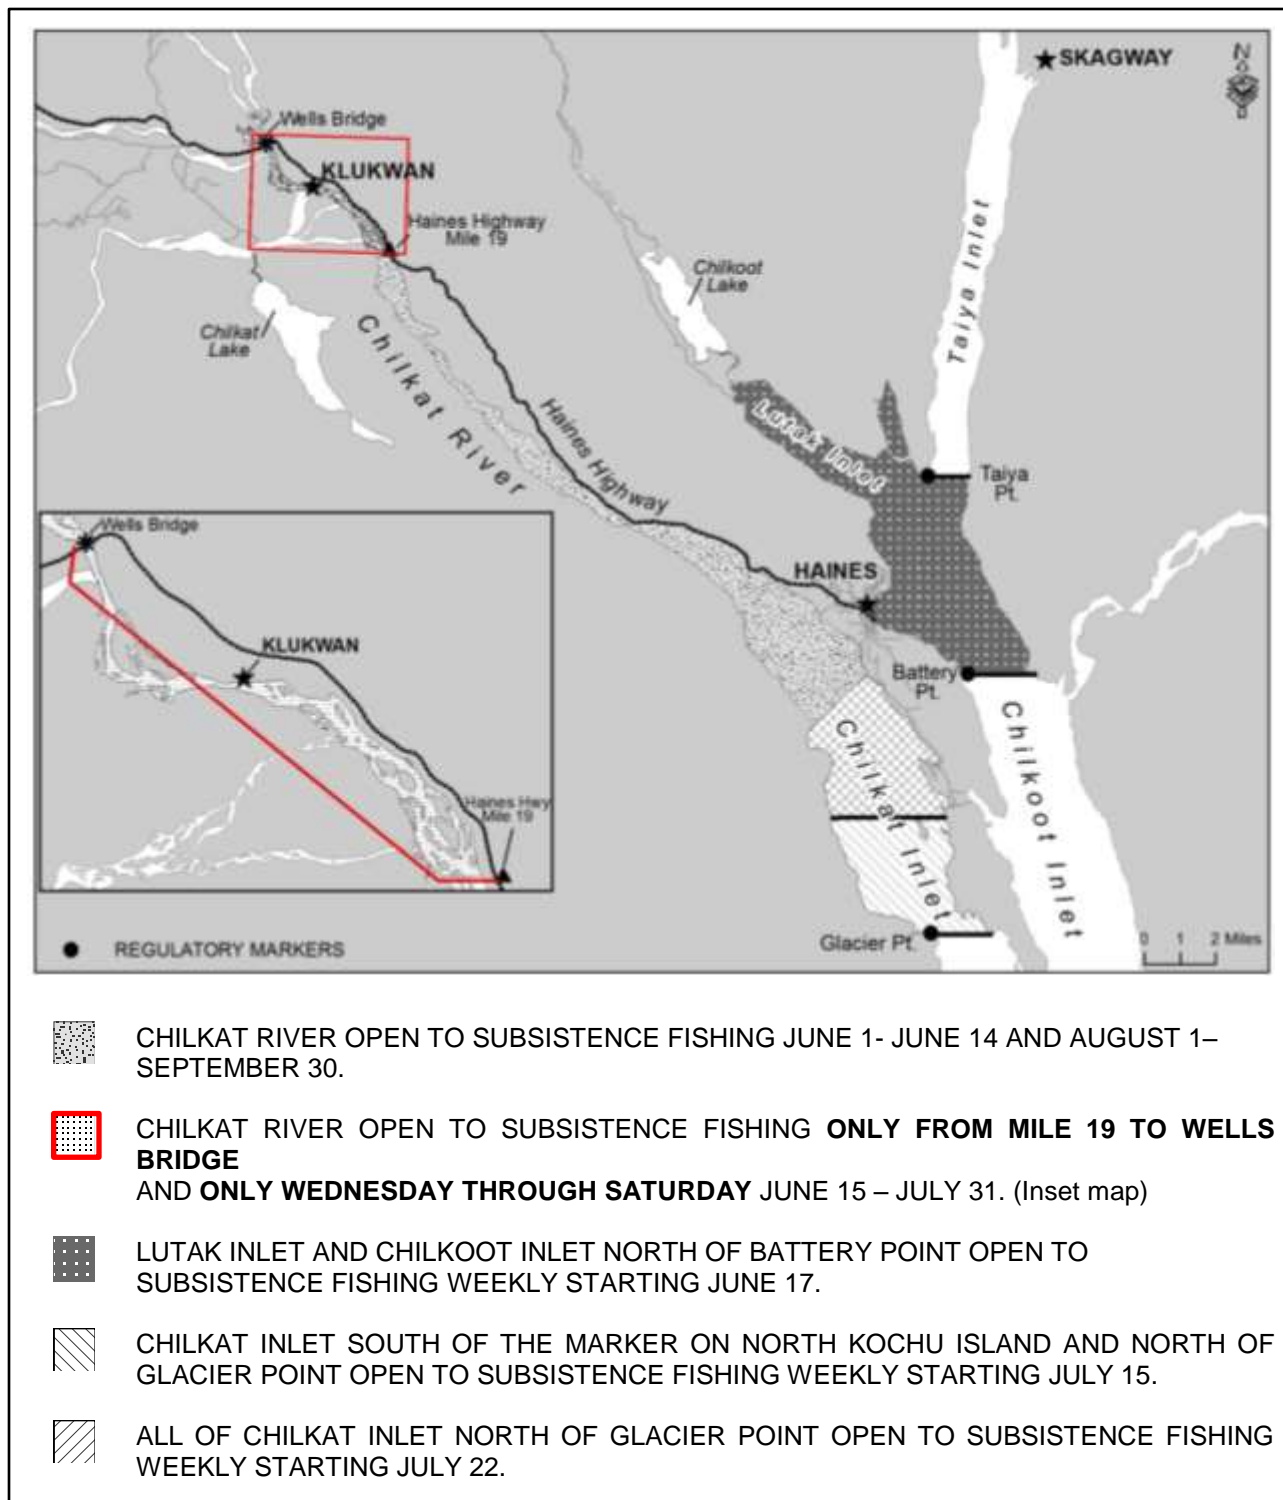 SKAGWAY
N
Wells Bridge
KLUKWAN
Haines Highway
Mile 19
Chilkoot
Lake
Taiya Inlet
Chilkat
Lake
Chilkat River
Haines Highway
Lutak Inlet
Taiya
Pt.
Wells Bridge
HAINES
KLUKWAN
Battery
Pt.
Chilkat Inlet
Chilkoot Inlet
Haines Hwy
Mile 19
Glacier Pt.
0 1 2 Miles
REGULATORY MARKERS
CHILKAT RIVER OPEN TO SUBSISTENCE FISHING JUNE 1- JUNE 14 AND AUGUST 1–
SEPTEMBER 30.
CHILKAT RIVER OPEN TO SUBSISTENCE FISHING ONLY FROM MILE 19 TO WELLS
BRIDGE
AND ONLY WEDNESDAY THROUGH SATURDAY JUNE 15 – JULY 31. (Inset map)
LUTAK INLET AND CHILKOOT INLET NORTH OF BATTERY POINT OPEN TO
SUBSISTENCE FISHING WEEKLY STARTING JUNE 17.
CHILKAT INLET SOUTH OF THE MARKER ON NORTH KOCHU ISLAND AND NORTH OF
GLACIER POINT OPEN TO SUBSISTENCE FISHING WEEKLY STARTING JULY 15.
ALL OF CHILKAT INLET NORTH OF GLACIER POINT OPEN TO SUBSISTENCE FISHING
WEEKLY STARTING JULY 22.